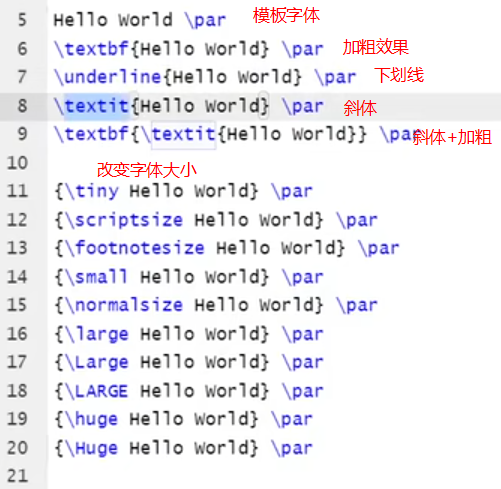 5 Hello World \par 模板字体
6 \textbf{Hello World} \par 加粗效果
7 \underline{Hello World} \par 下划线
8 \textit{Hello World} \par 斜体
9 \textbf{\textit{Hello World}} \par 斜体+加粗
10 改变字体大小
11 {\tiny Hello World} \par
12 {\scriptsize Hello World} \par
13 {\footnotesize Hello World} \par
14 {\small Hello World} \par
15 {\normalsize Hello World} \par
16 {\large Hello World} \par
17 {\Large Hello World} \par
18 {\LARGE Hello World} \par
19 {\huge Hello World} \par
20 {\Huge Hello World} \par
21